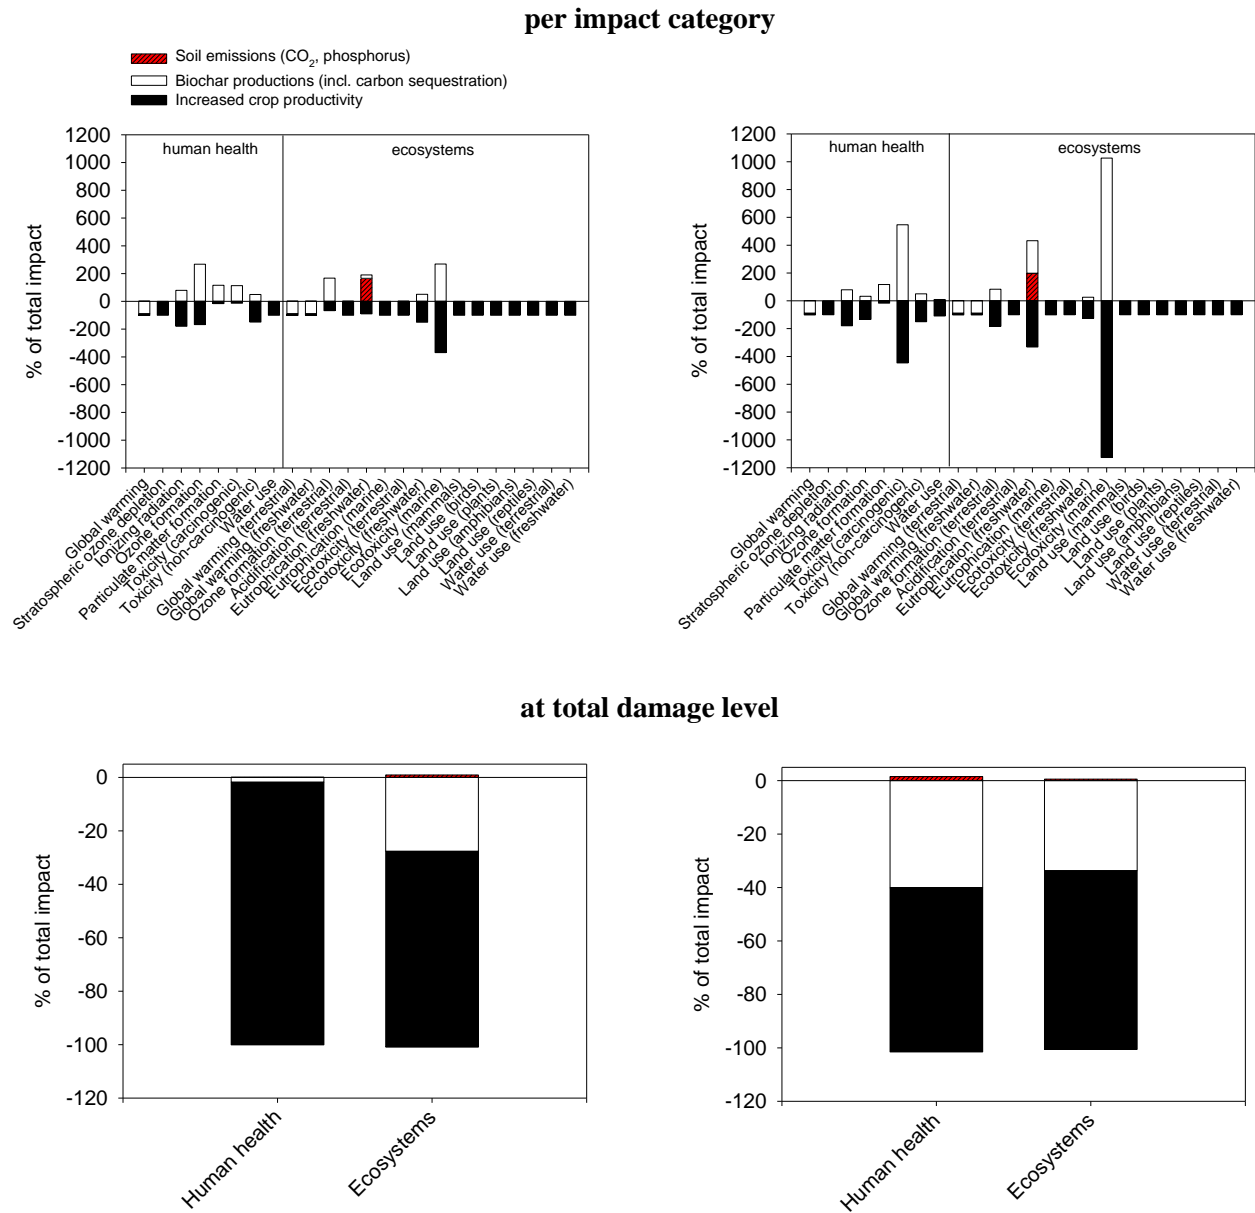 per impact category
Soil emissions (CO2, phosphorus)
Biochar productions (incl. carbon sequestration)
Increased crop productivity
% of total impact
1200
1000
800
600
400
200
0
-200
-400
-600
-800
-1000
-1200
human health
ecosystems
Global warming
Stratospheric ozone depletion
Ionizing radiation
Ozone formation
Particulate matter formation
Toxicity (carcinogenic)
Toxicity (non-carcinogenic)
Water use
Global warming (terrestrial)
Global warming (freshwater)
Ozone formation (terrestrial)
Acidification (terrestrial)
Eutrophication (freshwater)
Eutrophication (marine)
Ecotoxicity (terrestrial)
Ecotoxicity (freshwater)
Ecotoxicity (marine)
Land use (mammals)
Land use (birds)
Land use (plants)
Land use (amphibians)
Land use (reptiles)
Water use (terrestrial)
Water use (freshwater)
% of total impact
1200
1000
800
600
400
200
0
-200
-400
-600
-800
-1000
-1200
human health
ecosystems
Global warming
Stratospheric ozone depletion
Ionizing radiation
Ozone formation
Particulate matter formation
Toxicity (carcinogenic)
Toxicity (non-carcinogenic)
Water use
Global warming (terrestrial)
Global warming (freshwater)
Ozone formation (terrestrial)
Acidification (terrestrial)
Eutrophication (freshwater)
Eutrophication (marine)
Ecotoxicity (terrestrial)
Ecotoxicity (freshwater)
Ecotoxicity (marine)
Land use (mammals)
Land use (birds)
Land use (plants)
Land use (amphibians)
Land use (reptiles)
Water use (terrestrial)
Water use (freshwater)
at total damage level
% of total impact
0
-20
-40
-60
-80
-100
-120
Human health
Ecosystems
% of total impact
0
-20
-40
-60
-80
-100
-120
Human health
Ecosystems